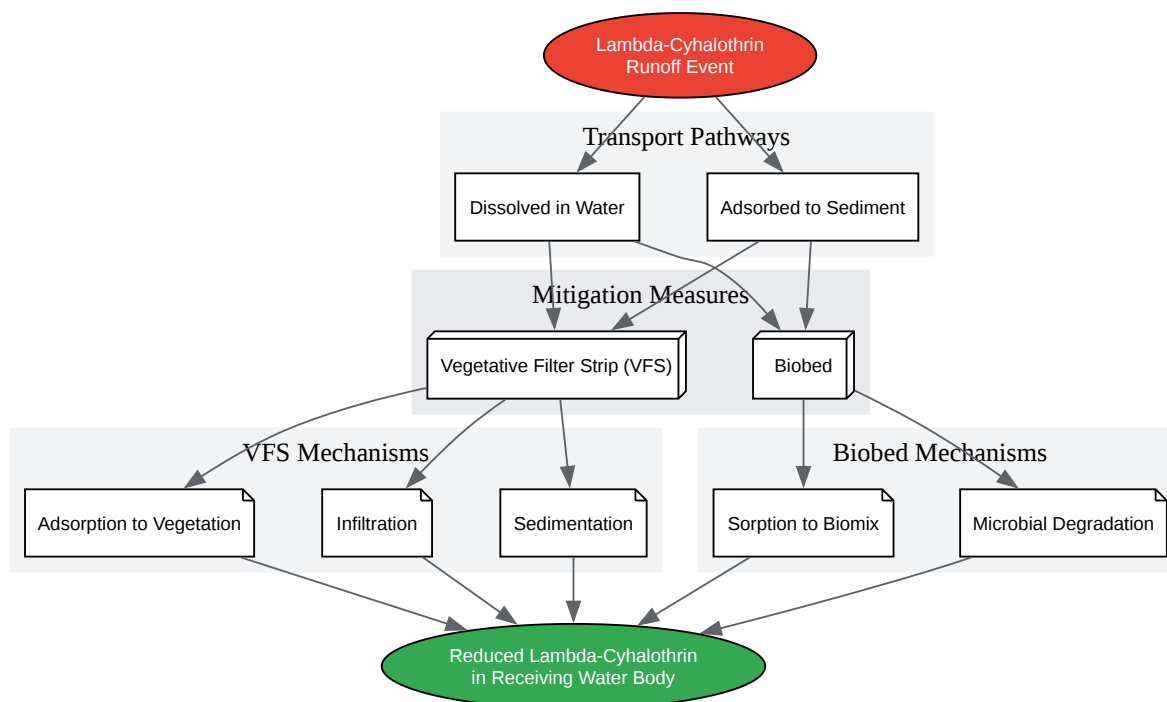 Lambda-Cyhalothrin
Runoff Event
Transport Pathways
Dissolved in Water
Adsorbed to Sediment
Mitigation Measures
Vegetative Filter Strip (VFS)
Biobed
VFS Mechanisms
Biobed Mechanisms
Adsorption to Vegetation
Infiltration
Sedimentation
Sorption to Biomix
Microbial Degradation
Reduced Lambda-Cyhalothrin
in Receiving Water Body